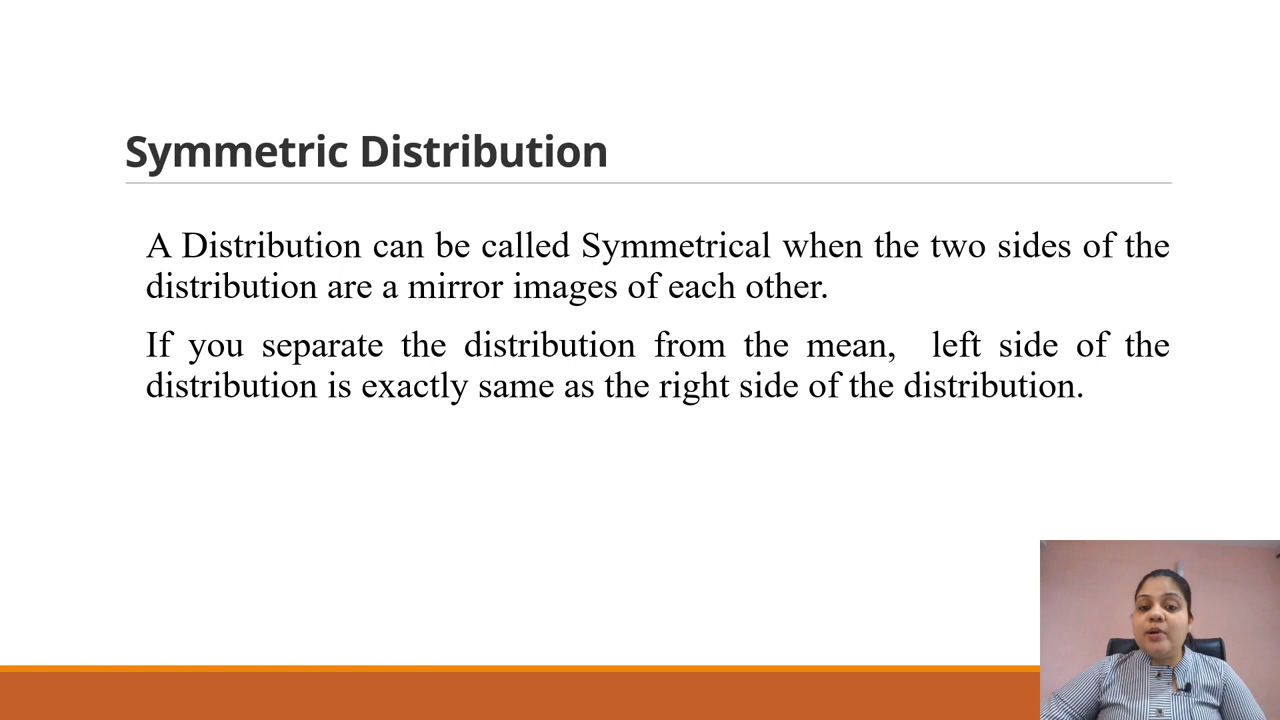 Symmetric Distribution
A Distribution can be called Symmetrical when the two sides of the
distribution are a mirror images of each other.
If you separate the distribution from the mean, left side of the
distribution is exactly same as the right side of the distribution.